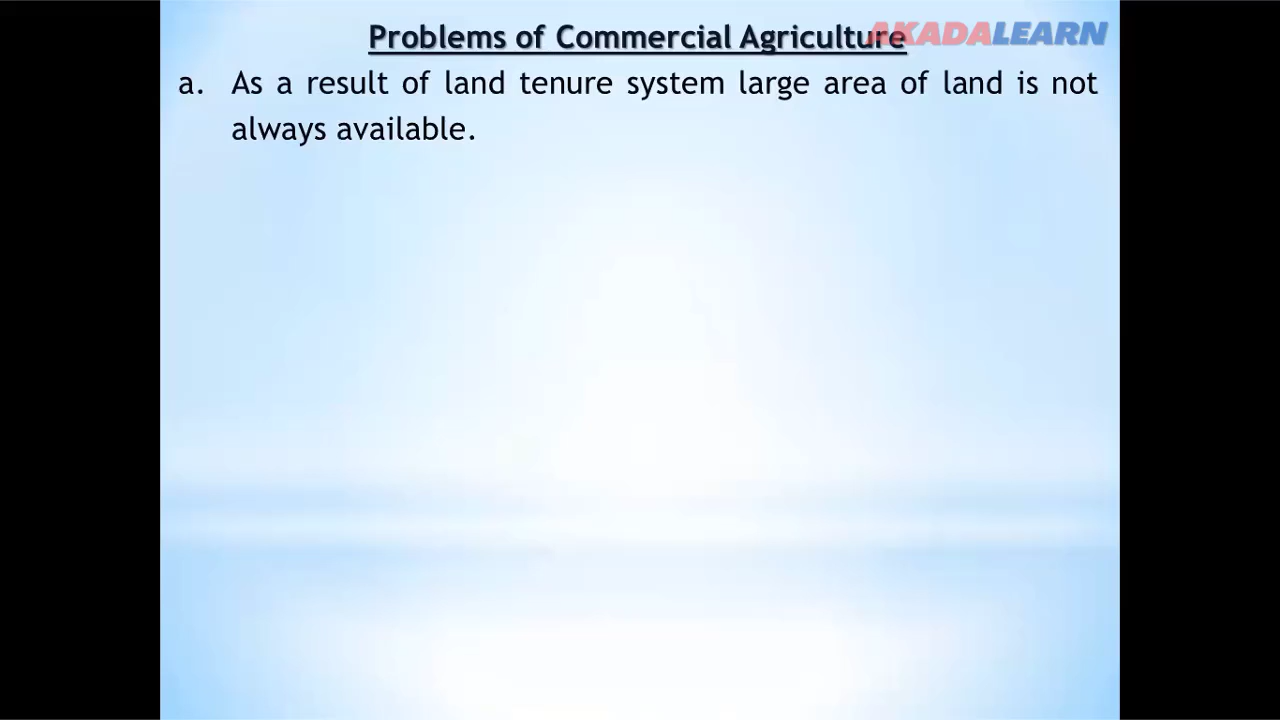 Problems of Commercial Agriculture
AKADALEARN
a. As a result of land tenure system large area of land is not
always available.